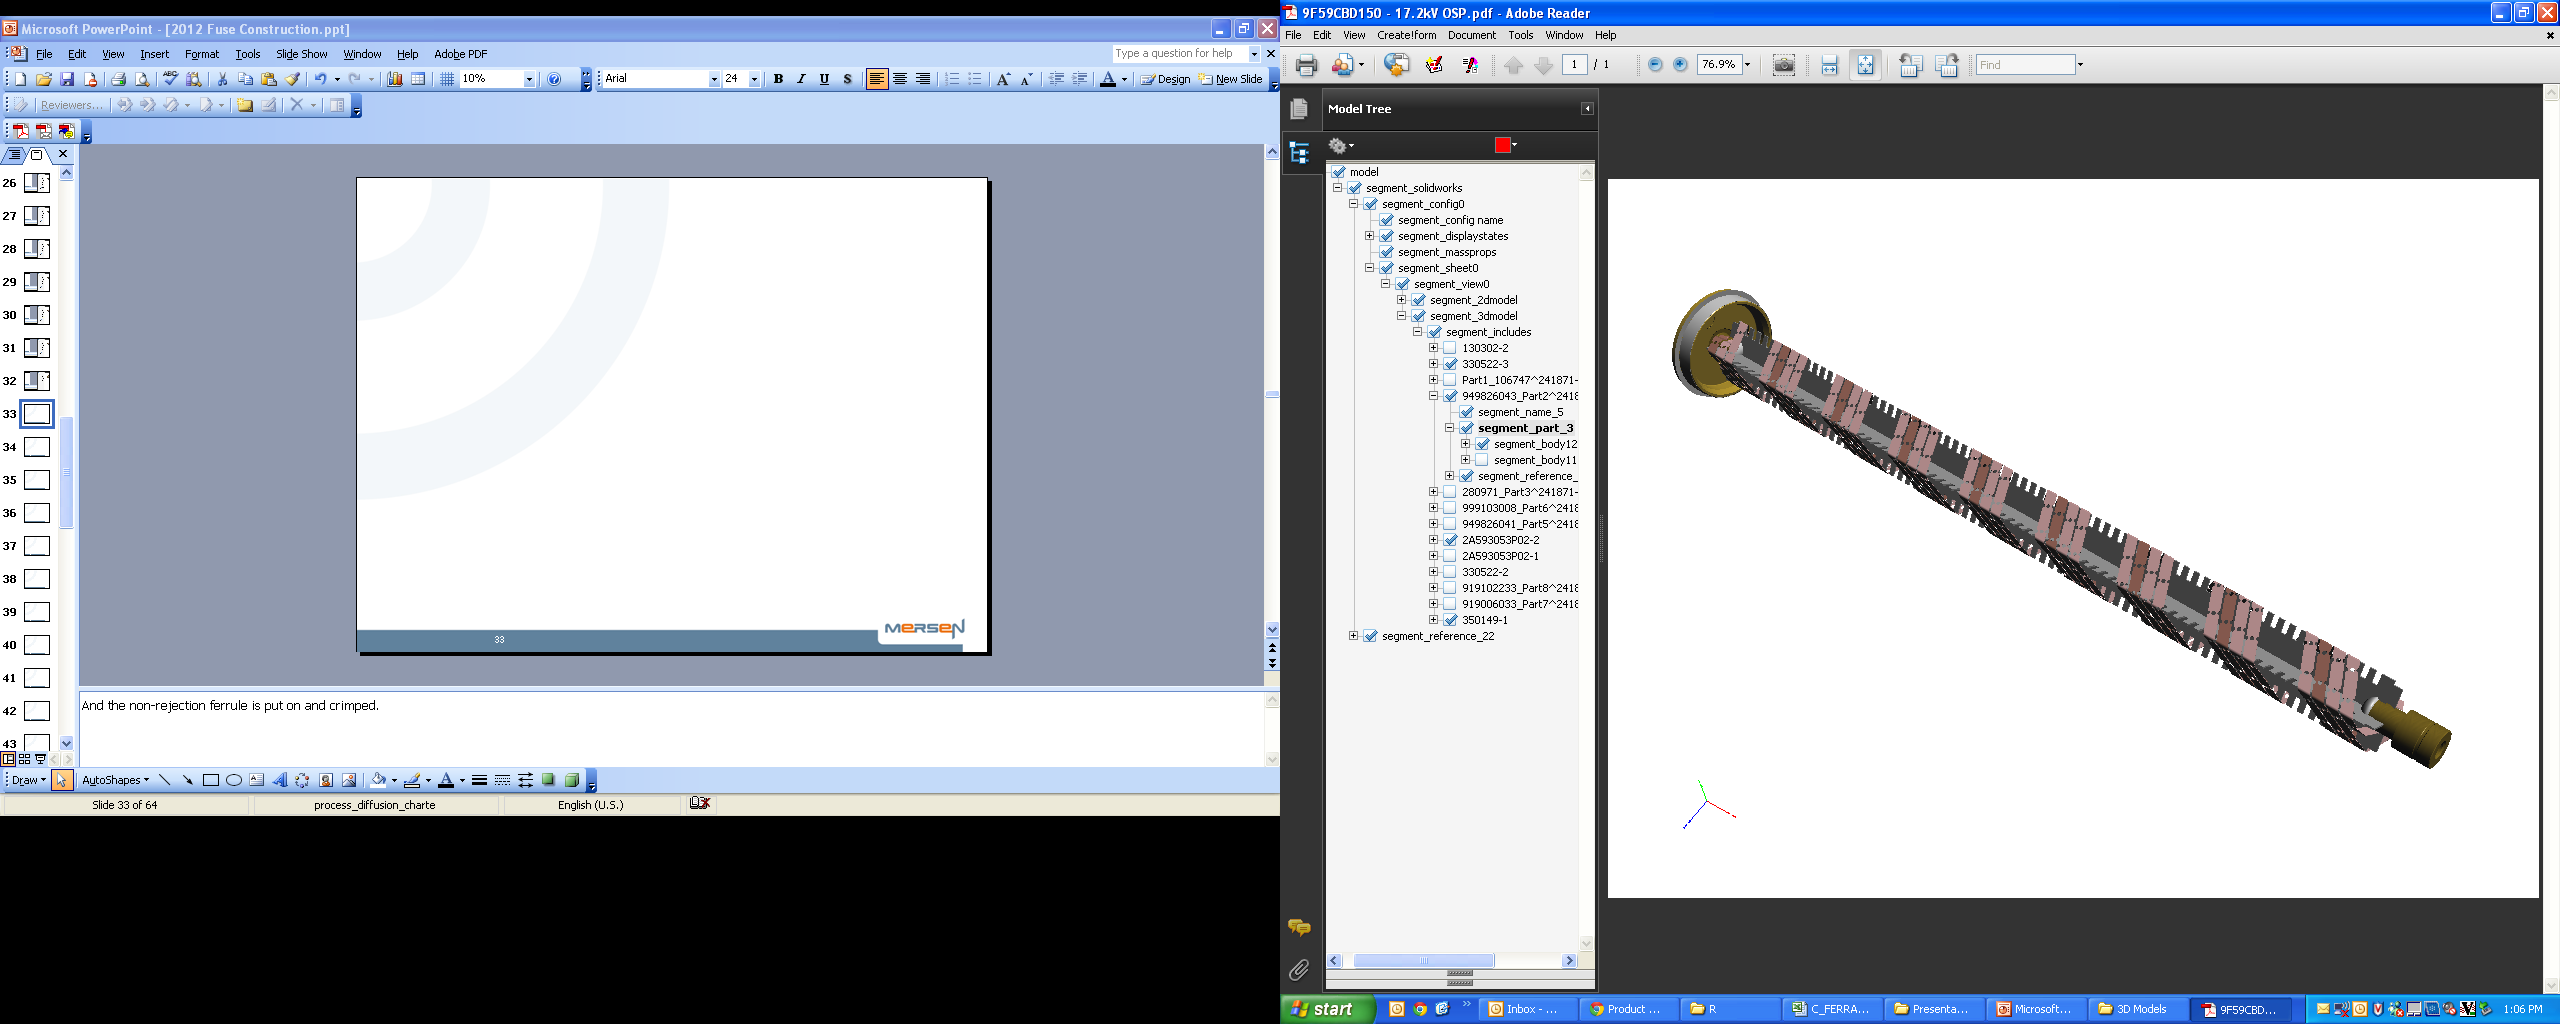 Microsoft PowerPoint - [2012 Fuse Construction.ppt]
File Edit View Insert Format Tools Slide Show Window Help Adobe PDF
Type a question for help
10%
Arial
24
B I U S
Design
New Slide
Reviewers...
26
27
28
29
30
31
32
33
34
35
36
37
38
39
40
41
42
43
33
MERSEN
And the non-rejection ferrule is put on and crimped.
Draw
AutoShapes
Slide 33 of 64
process_diffusion_charte
English (U.S.)
9F59CBD150 - 17.2kV OSP.pdf - Adobe Reader
File Edit View Create!form Document Tools Window Help
1 / 1
76.9%
Find
Model Tree
model
segment_solidworks
segment_config0
segment_config name
segment_displaystates
segment_massprops
segment_sheet0
segment_view0
segment_2dmodel
segment_3dmodel
segment_includes
130302-2
330522-3
Part1_106747^241871-
949826043_Part2^2418
segment_name_5
segment_part_3
segment_body12
segment_body11
segment_reference_
280971_Part3^241871-
999103008_Part6^2418
949826041_Part5^2418
2A593053P02-2
2A593053P02-1
330522-2
919102233_Part8^2418
919006033_Part7^2418
350149-1
segment_reference_22
start
Inbox - ...
Product ...
R
C_FERRA...
Presenta...
Microsoft...
3D Models
9F59CBD...
1:06 PM